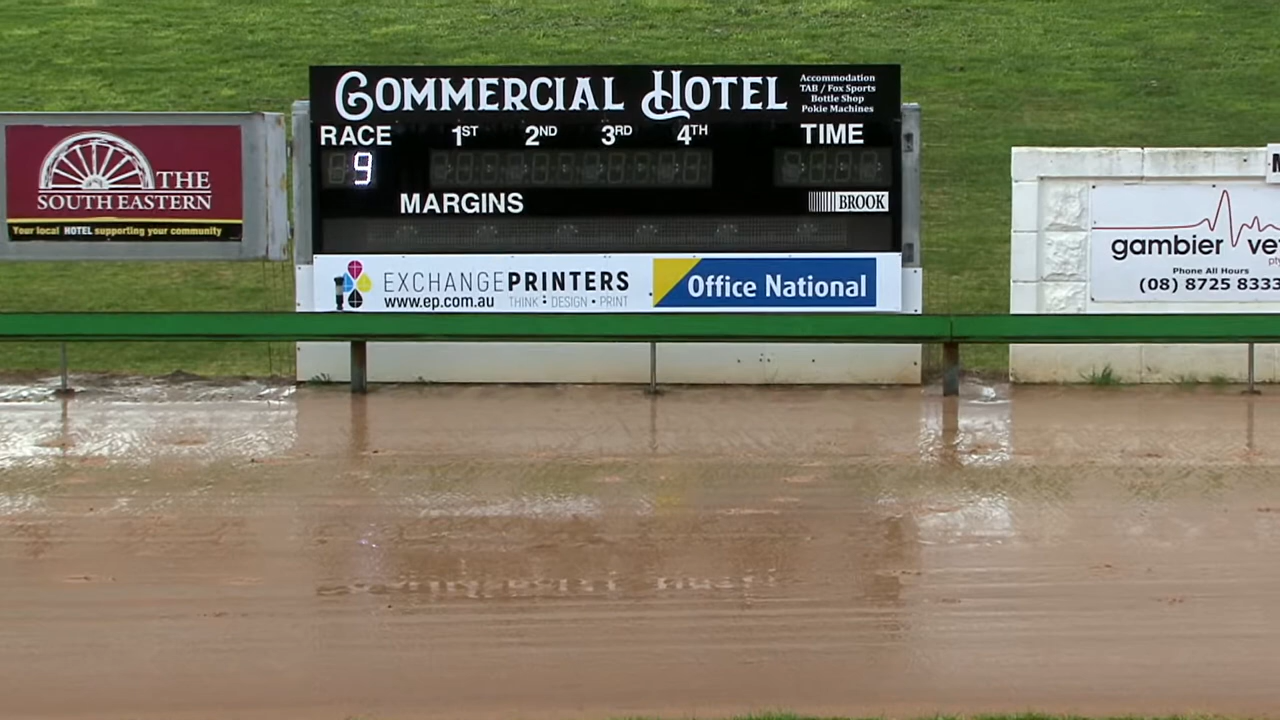 COMMERCIAL HOTEL
Accommodation
TAB / Fox Sports
Bottle Shop
Pokie Machines
RACE 1ST 2ND 3RD 4TH TIME
9
MARGINS
BROOK
EXCHANGEPRINTERS
www.ep.com.au THINK : DESIGN • PRINT
Office National
THE
SOUTH EASTERN
Your local HOTEL supporting your community
gambier ve
pt
Phone All Hours
(08) 8725 8333